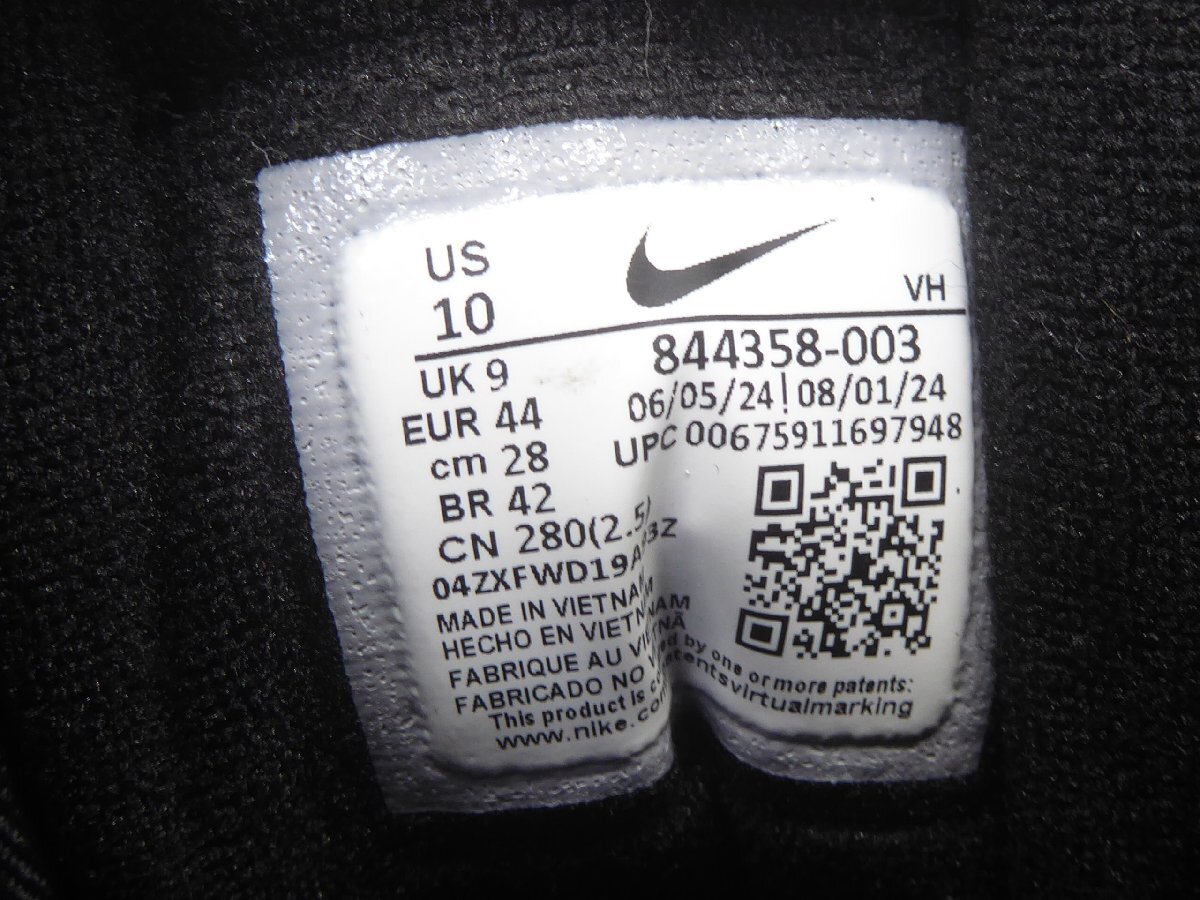 US
10
VH
UK 9
EUR 44
cm 28
BR 42
CN 280(2.5)
844358-003
06/05/24|08/01/24
UPC 00675911697948
MADE IN VIETNAM
HECHO EN VIETNAM
FABRIQUE AU
FABRICADO NO
This product is by one or more patents:
www.nike.com